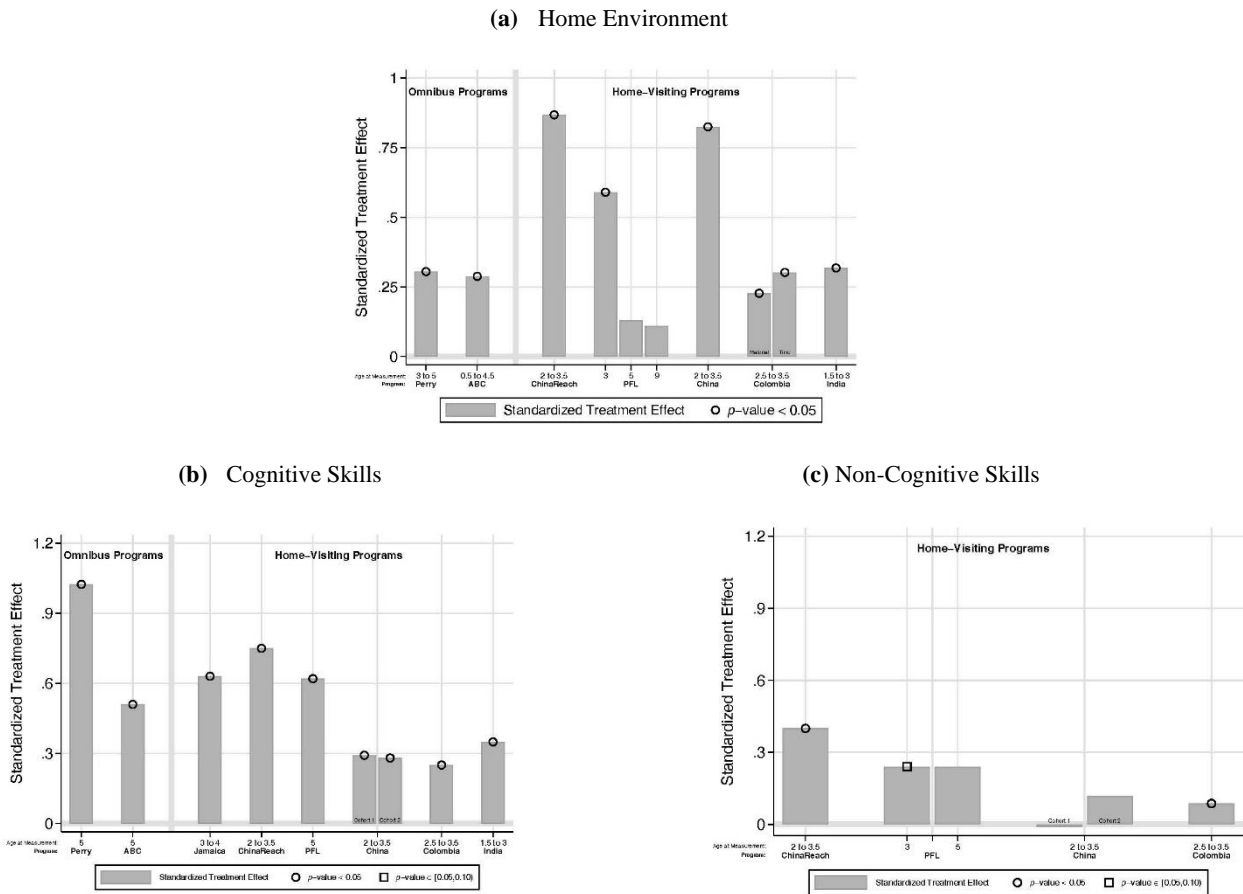 (a) Home Environment
1
.75
.5
.25
0
Standardized Treatment Effect
Omnibus Programs
Home–Visiting Programs
Material
Time
Age at Measurement: 3 to 5 0.5 to 4.5 2 to 3.5 3 5 9 2 to 3.5 2.5 to 3.5 1.5 to 3
Program: Perry ABC ChinaReach PFL China Colombia India
Standardized Treatment Effect p–value < 0.05
(b) Cognitive Skills
1.2
.9
.6
.3
0
Standardized Treatment Effect
Omnibus Programs
Home–Visiting Programs
Cohort 1
Cohort 2
Age at Measurement: 5 5 3 to 4 2 to 3.5 5 2 to 3.5 2.5 to 3.5 1.5 to 3
Program: Perry ABC Jamaica ChinaReach PFL China Colombia India
Standardized Treatment Effect p–value < 0.05 p–value ∈ [0.05,0.10)
(c) Non-Cognitive Skills
1.2
.9
.6
.3
0
Standardized Treatment Effect
Home–Visiting Programs
Cohort 1
Cohort 2
Age at Measurement: 2 to 3.5 3 5 2 to 3.5 2.5 to 3.5
Program: ChinaReach PFL China Colombia
Standardized Treatment Effect p–value < 0.05 p–value ∈ [0.05,0.10)